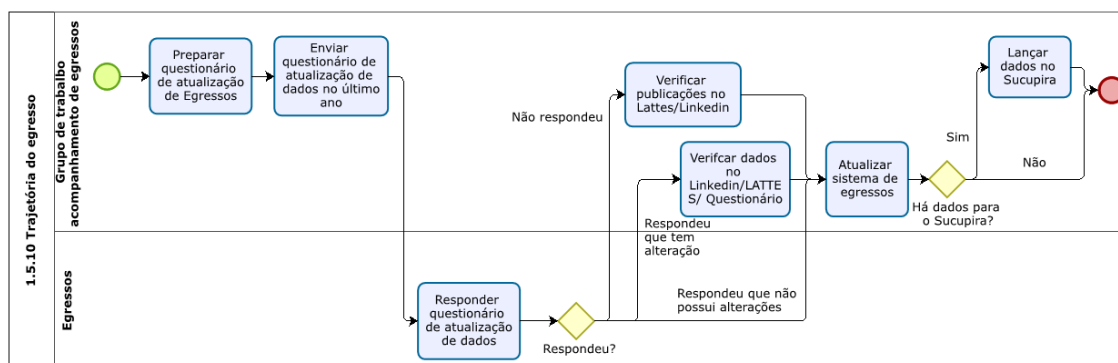 1.5.10 Trajetória do egresso
Grupo de trabalbo
acompanhamento de egressos
Preparar
questionário
de atualização
de Egressos
Enviar
questionário de
atualização de
dados no último
ano
Não respondeu
Verificar
publicações no
Lattes/Linkedin
Verifcar dados
no
Linkedin/LATTE
S/ Questionário
Atualizar
sistema de
egressos
Há dados para
o Sucupira?
Sim
Não
Lançar
dados no
Sucupira
Egressos
Responder
questionário
de atualização
de dados
Respondeu?
Respondeu
que tem
alteração
Respondeu que não
possui alterações